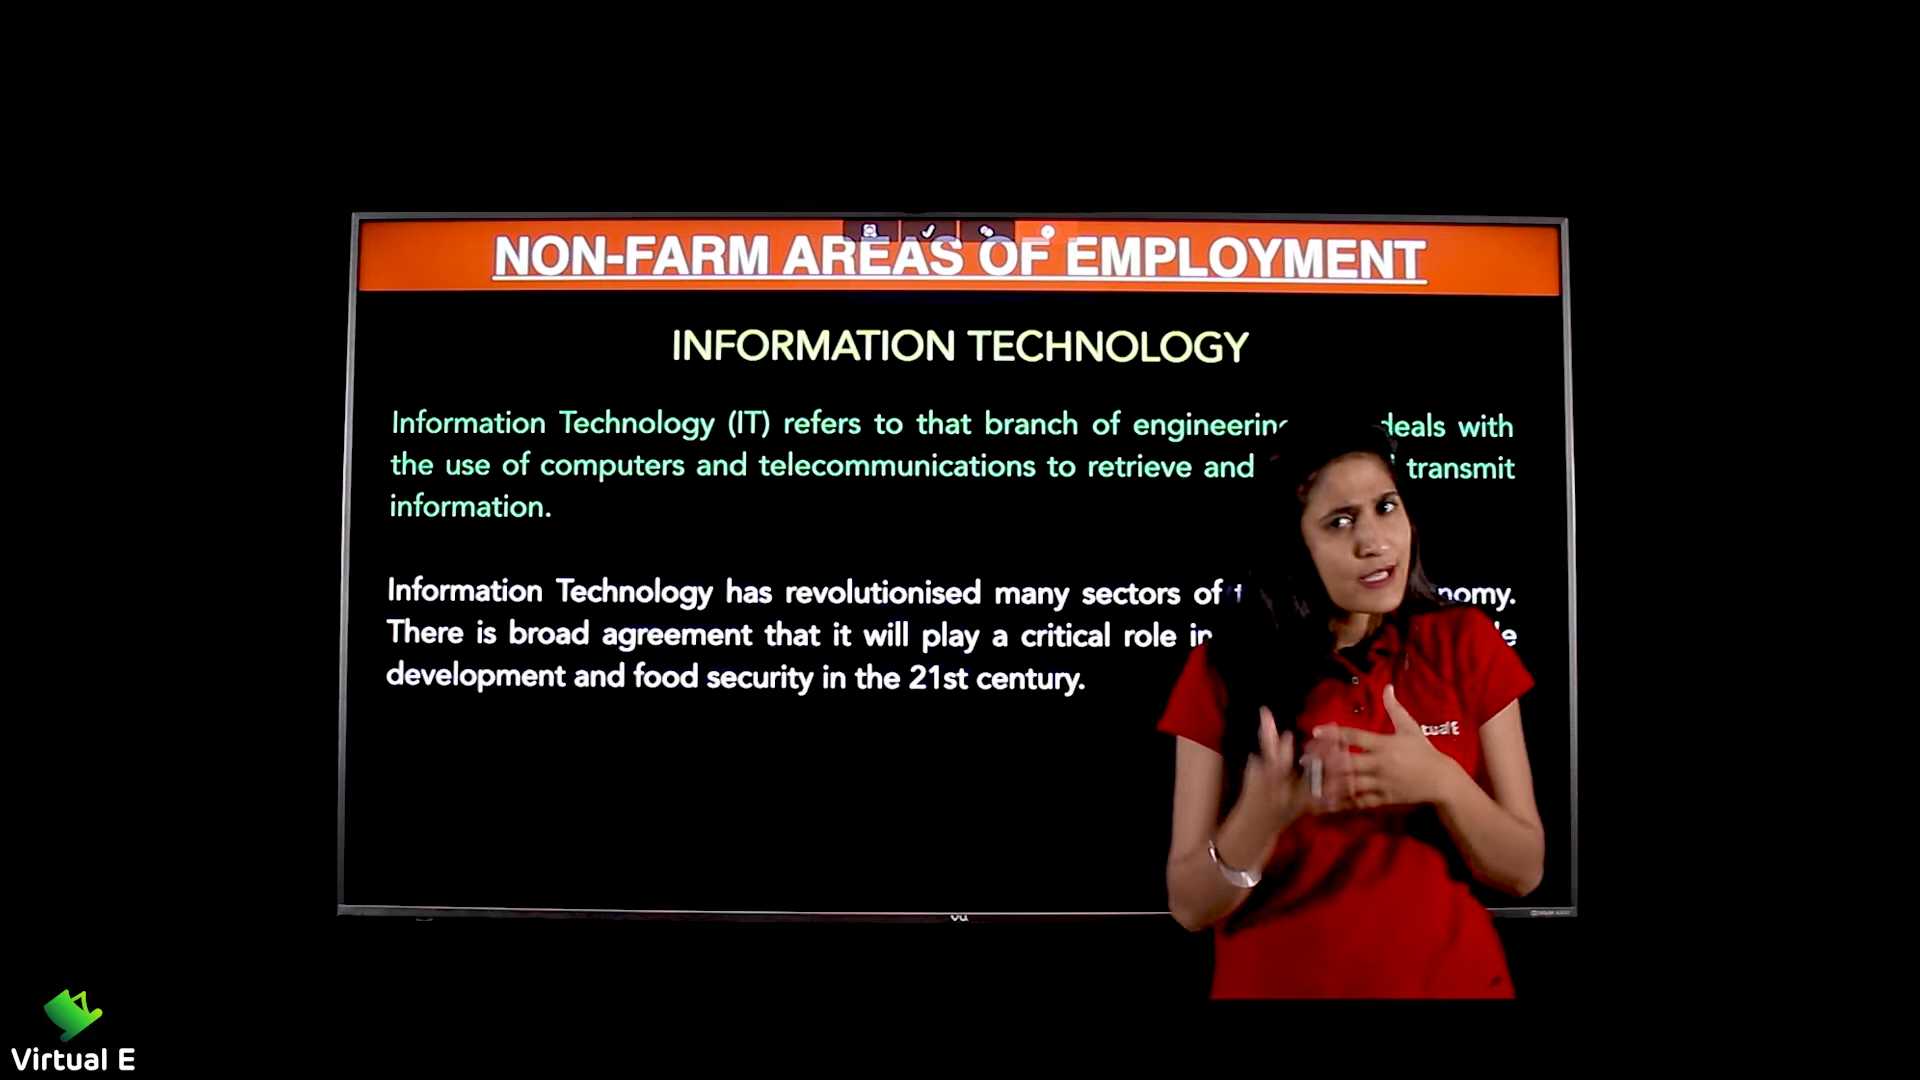 NON-FARM AREAS OF EMPLOYMENT
INFORMATION TECHNOLOGY
Information Technology (IT) refers to that branch of engineering deals with
the use of computers and telecommunications to retrieve and transmit
information.
Information Technology has revolutionised many sectors of
There is broad agreement that it will play a critical role in
development and food security in the 21st century.
tualE
Vu
Virtual E